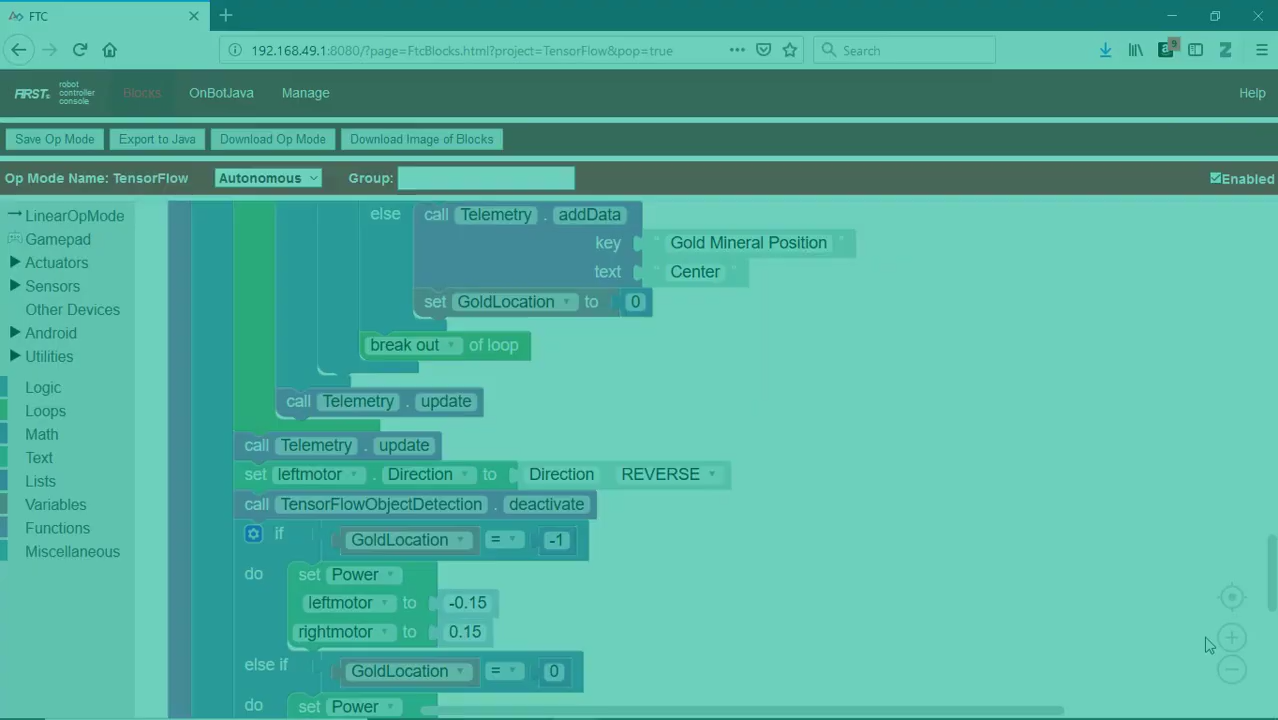 FTC
192.168.49.1:8080/?page=FtcBlocks.html?project=TensorFlow&pop=true
Search
9
FIRST
robot
controller
console
Blocks
OnBotJava
Manage
Help
Save Op Mode
Export to Java
Download Op Mode
Download Image of Blocks
Op Mode Name: TensorFlow
Autonomous
Group:
Enabled
LinearOpMode
Gamepad
Actuators
Sensors
Other Devices
Android
Utilities
Logic
Loops
Math
Text
Lists
Variables
Functions
Miscellaneous
else call Telemetry . addData
key " Gold Mineral Position "
text " Center "
set GoldLocation to 0
break out of loop
call Telemetry . update
call Telemetry . update
set leftmotor . Direction to Direction REVERSE
call TensorFlowObjectDetection . deactivate
if GoldLocation = -1
do set Power
leftmotor to -0.15
rightmotor to 0.15
else if GoldLocation = 0
do set Power